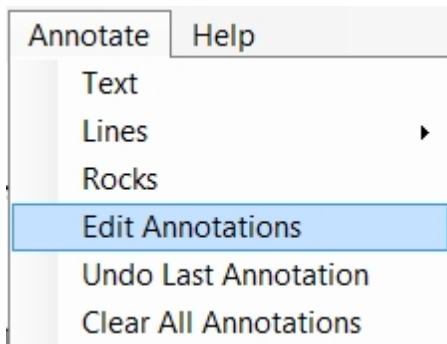 Annotate Help
Text
Lines
Rocks
Edit Annotations
Undo Last Annotation
Clear All Annotations